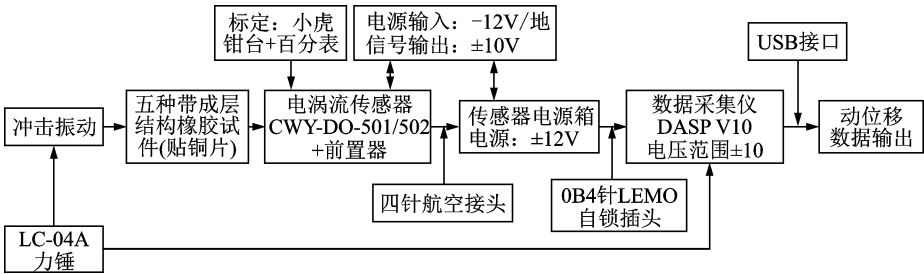 标定：小虎
钳台+百分表
电源输入：-12V/地
信号输出：±10V
USB接口
冲击振动
五种带成层
结构橡胶试
件(贴铜片)
电涡流传感器
CWY-DO-501/502
+前置器
传感器电源箱
电源：±12V
数据采集仪
DASP V10
电压范围±10
动位移
数据输出
四针航空接头
0B4针LEMO
自锁插头
LC-04A
力锤